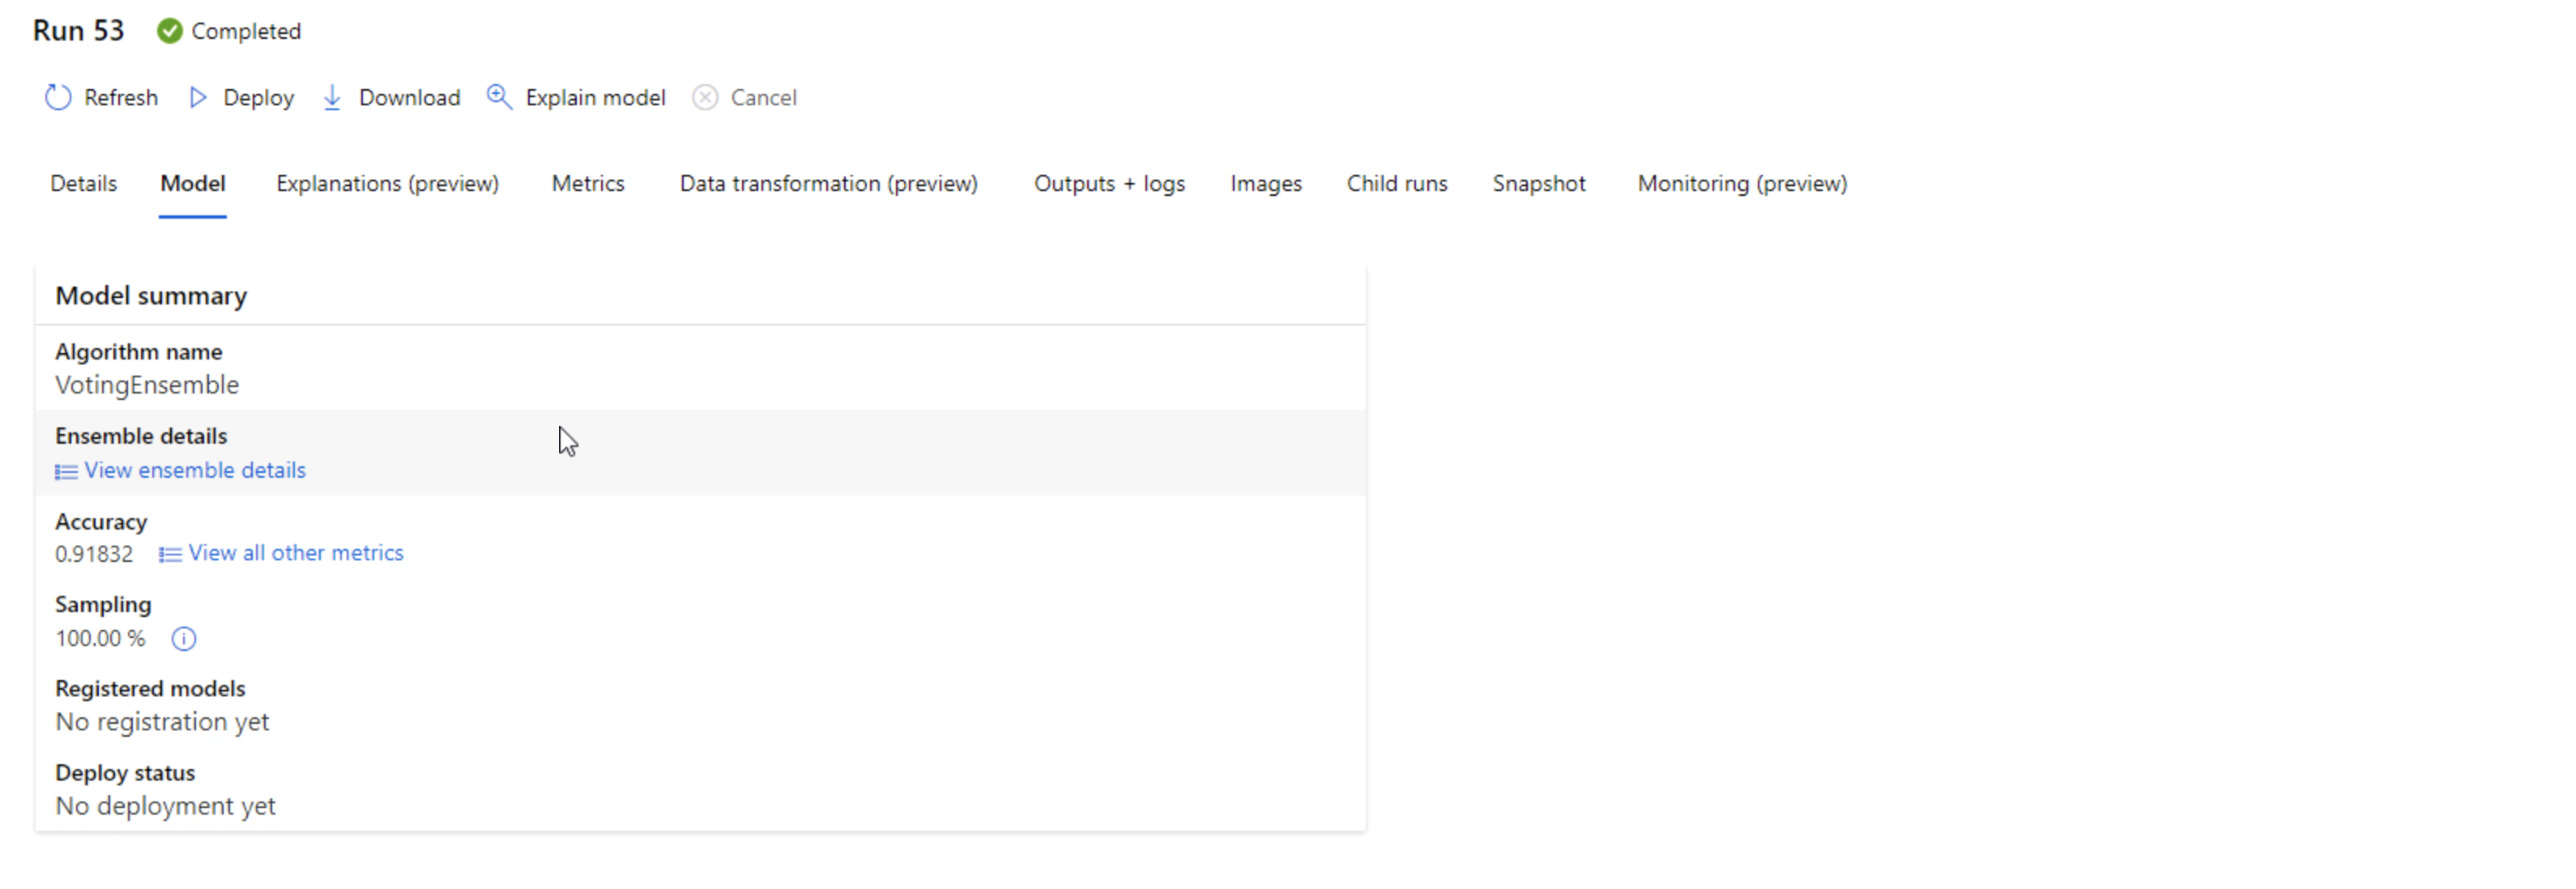 Run 53 Completed
Refresh Deploy Download Explain model Cancel
Details Model Explanations (preview) Metrics Data transformation (preview) Outputs + logs Images Child runs Snapshot Monitoring (preview)
Model summary
Algorithm name
VotingEnsemble
Ensemble details
View ensemble details
Accuracy
0.91832 View all other metrics
Sampling
100.00 %
Registered models
No registration yet
Deploy status
No deployment yet